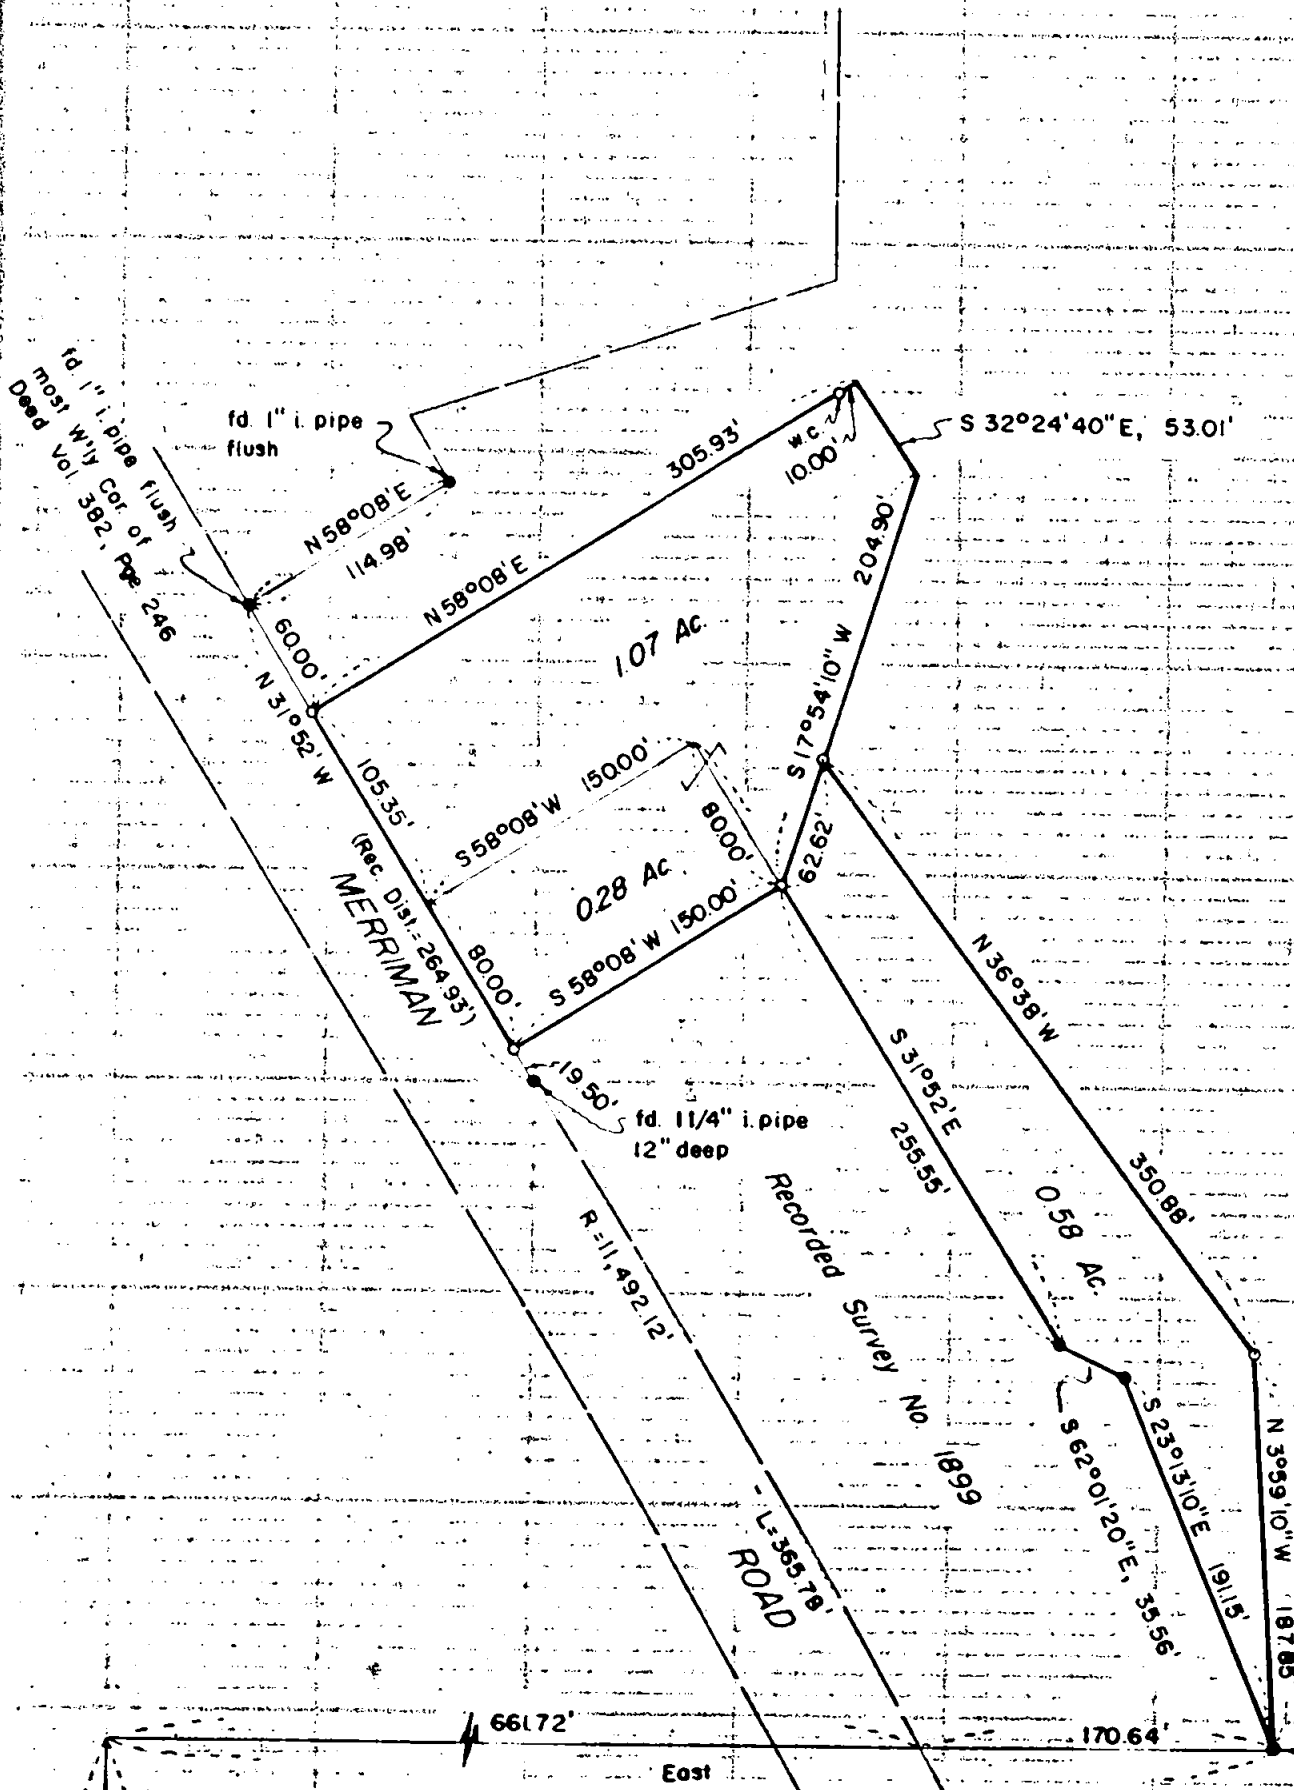 fd. 1" i. pipe flush
most W'ly Cor. of
Deed Vol. 382, Pge 246
fd. 1" i. pipe
flush
N 58°08' E
114.98'
305.93'
N 58°08' E
w.c.
10.00'
S 32°24'40" E, 53.01'
204.90'
S 17°54'10" W
1.07 Ac.
60.00'
N 31°52' W
105.35'
(Rec. Dist.= 264.93')
MERRIMAN
S 58°08' W 150.00'
80.00'
0.28 Ac.
62.62'
80.00'
S 58°08' W 150.00'
19.50'
fd. 1 1/4" i. pipe
12" deep
N 36°38' W
350.88'
S 31°52' E
255.55'
0.58 Ac.
R.=11,492.12'
Recorded Survey No. 1899
L=365.78'
ROAD
S 62°01'20" E, 35.56'
S 23°13'10" E 191.15'
N 3°59'10" W 187.85
661.72'
170.64'
East